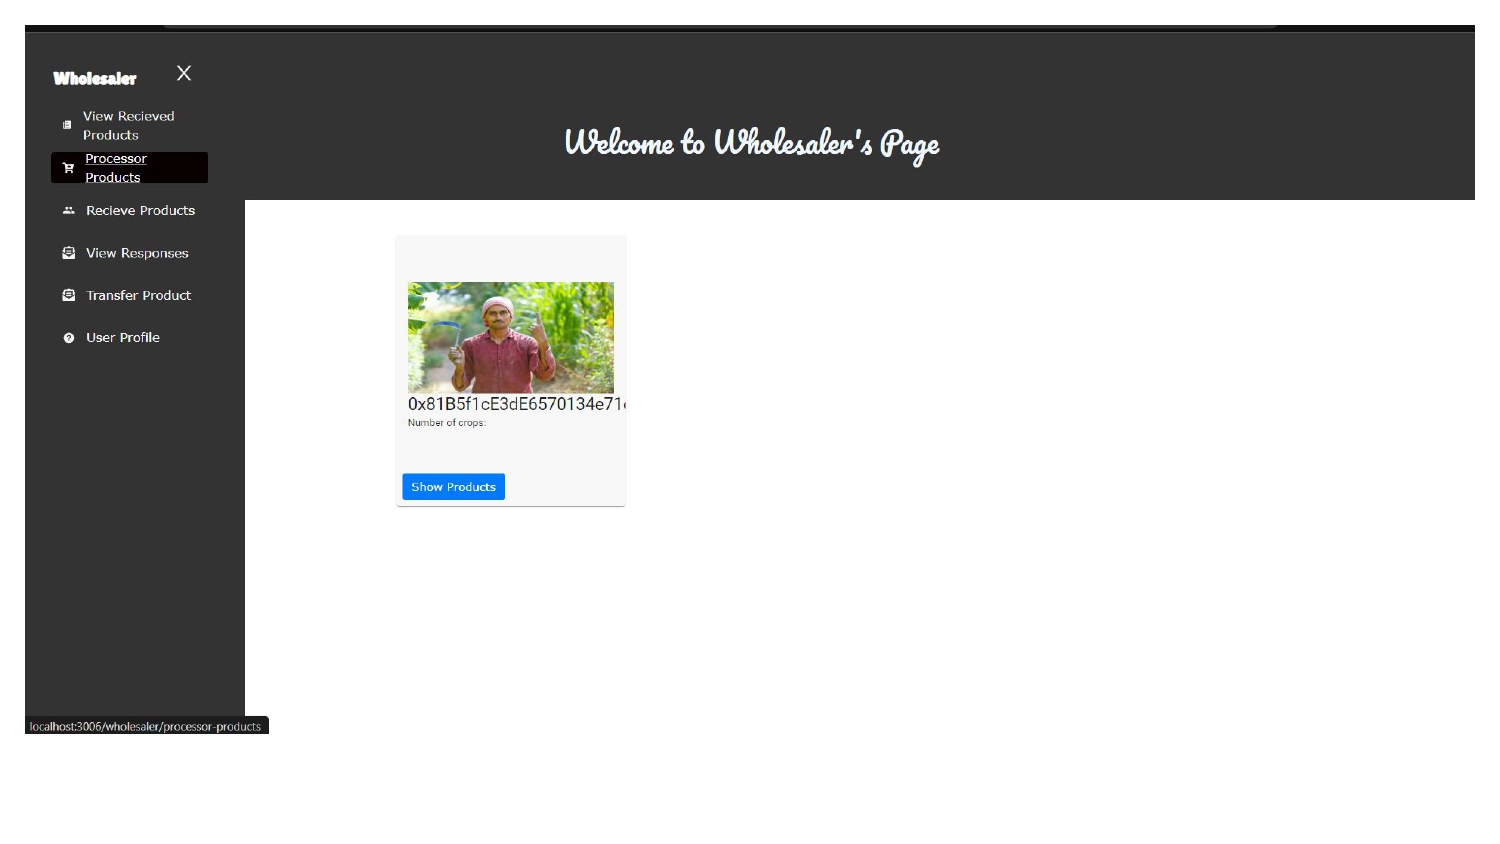 Wholesaler X
View Recieved
Products
Processor
Products
Recieve Products
View Responses
Transfer Product
User Profile
Welcome to Wholesaler's Page
0x81B5f1cE3dE6570134e71
Number of crops:
Show Products
localhost:3006/wholesaler/processor-products